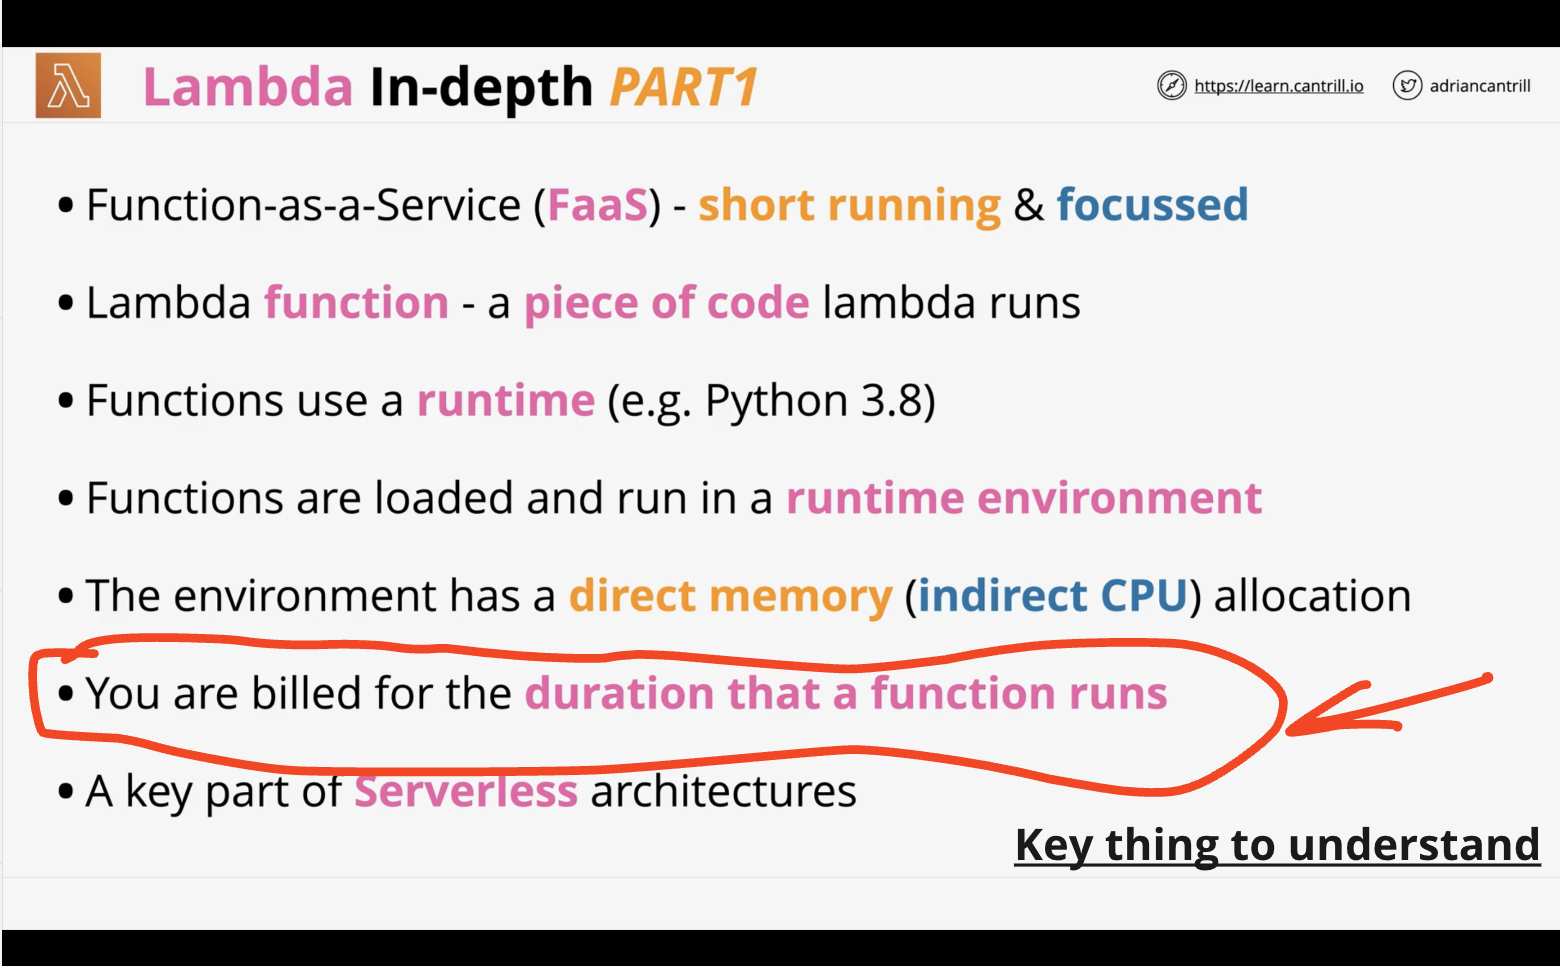 Lambda In-depth PART1
https://learn.cantrill.io
adriancantrill
• Function-as-a-Service (FaaS) - short running & focussed
• Lambda function - a piece of code lambda runs
• Functions use a runtime (e.g. Python 3.8)
• Functions are loaded and run in a runtime environment
• The environment has a direct memory (indirect CPU) allocation
• You are billed for the duration that a function runs
• A key part of Serverless architectures
Key thing to understand